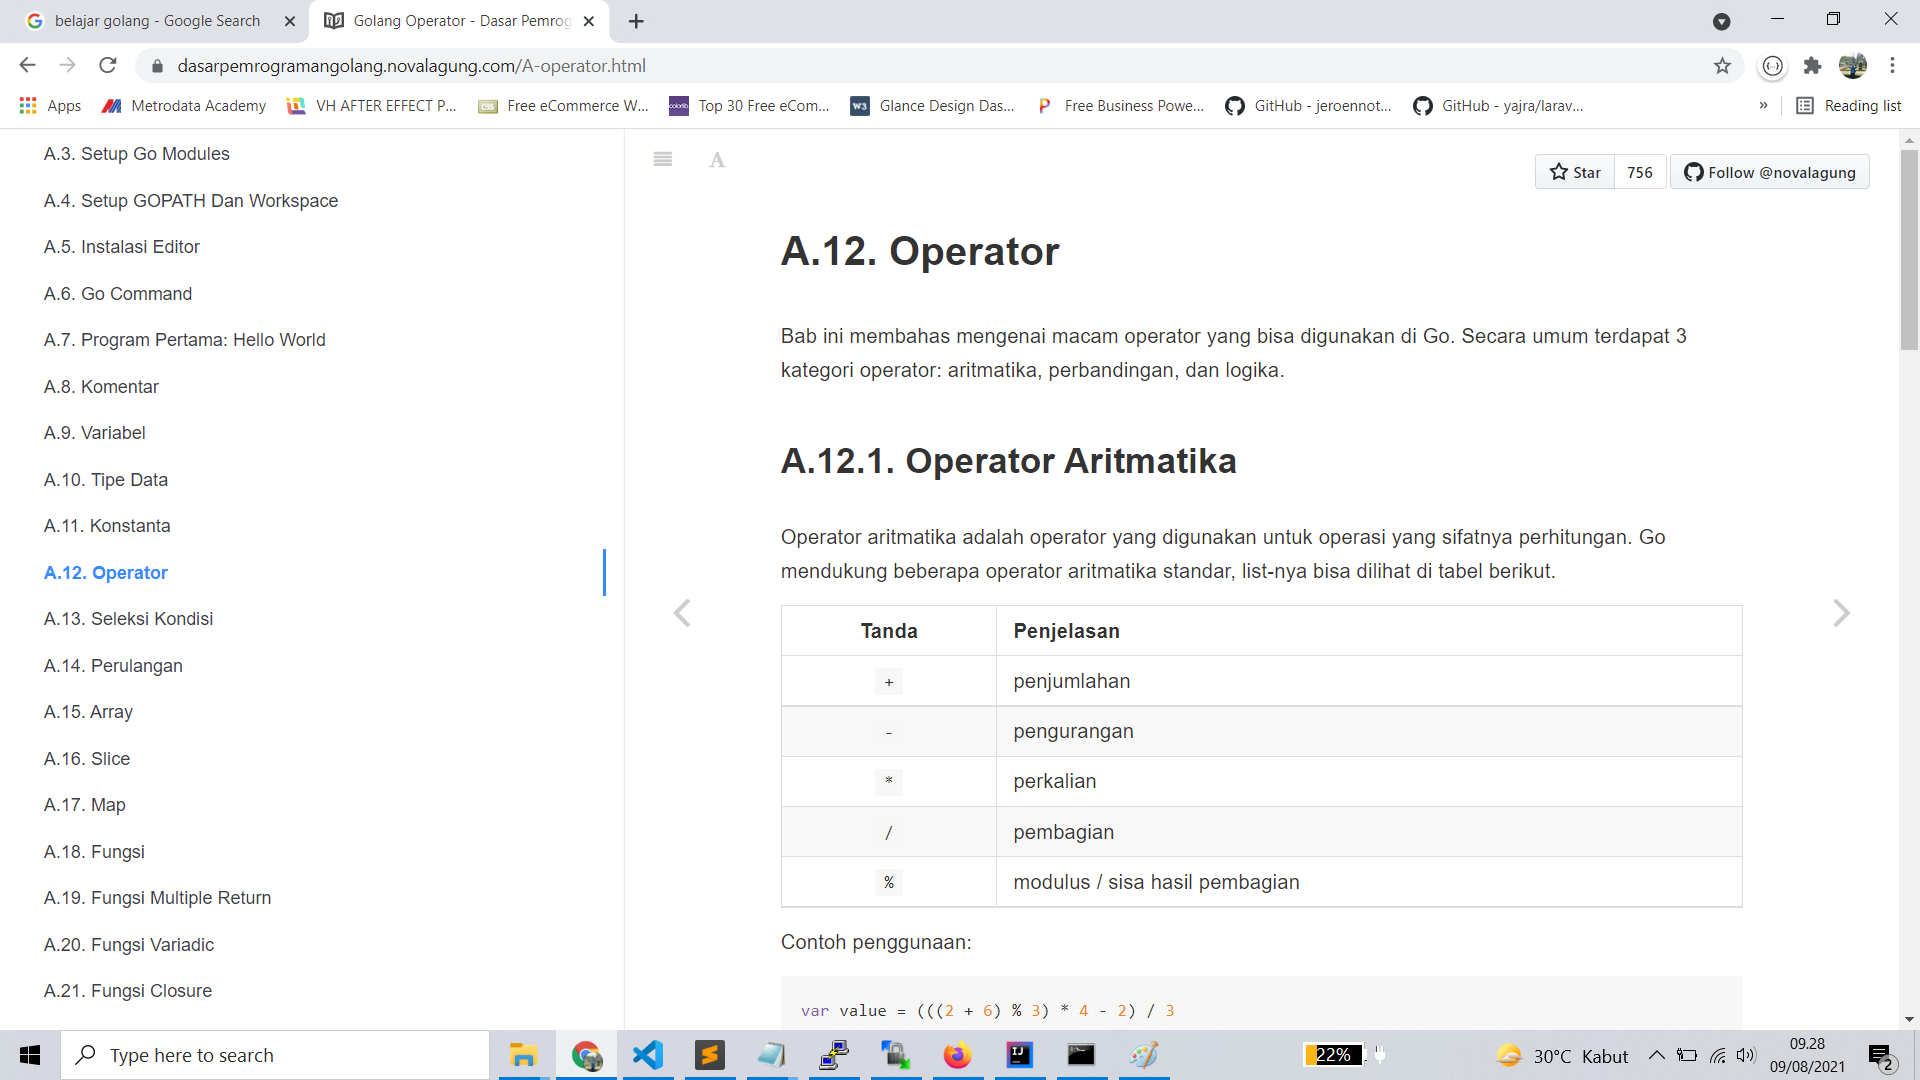 belajar golang - Google Search
Golang Operator - Dasar Pemrog
dasarpemrogramangolang.novalagung.com/A-operator.html
Apps
Metrodata Academy
VH AFTER EFFECT P...
Free eCommerce W...
Top 30 Free eCom...
Glance Design Das...
Free Business Powe...
GitHub - jeroennot...
GitHub - yajra/larav...
»
Reading list
A.3. Setup Go Modules
A.4. Setup GOPATH Dan Workspace
A.5. Instalasi Editor
A.6. Go Command
A.7. Program Pertama: Hello World
A.8. Komentar
A.9. Variabel
A.10. Tipe Data
A.11. Konstanta
A.12. Operator
A.13. Seleksi Kondisi
A.14. Perulangan
A.15. Array
A.16. Slice
A.17. Map
A.18. Fungsi
A.19. Fungsi Multiple Return
A.20. Fungsi Variadic
A.21. Fungsi Closure
A
Star 756
Follow @novalagung
A.12. Operator
Bab ini membahas mengenai macam operator yang bisa digunakan di Go. Secara umum terdapat 3
kategori operator: aritmatika, perbandingan, dan logika.
A.12.1. Operator Aritmatika
Operator aritmatika adalah operator yang digunakan untuk operasi yang sifatnya perhitungan. Go
mendukung beberapa operator aritmatika standar, list-nya bisa dilihat di tabel berikut.
Tanda Penjelasan
+ penjumlahan
- pengurangan
* perkalian
/ pembagian
% modulus / sisa hasil pembagian
Contoh penggunaan:
var value = (((2 + 6) % 3) * 4 - 2) / 3
Type here to search
22%
30°C Kabut
09.28
09/08/2021
2